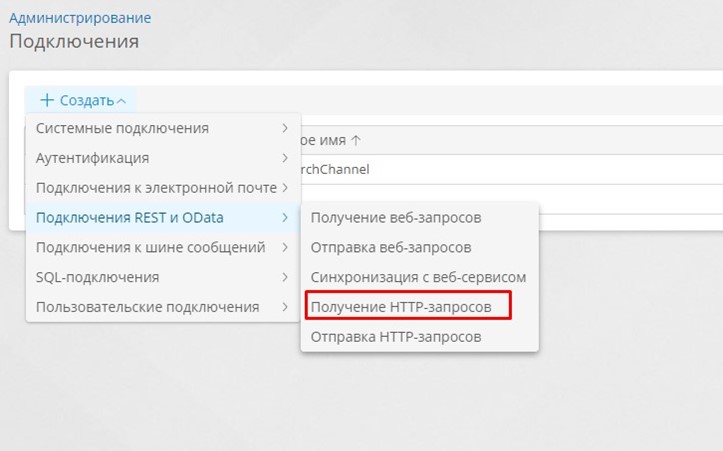 Администрирование
Подключения
Создать
ое имя
Системные подключения
rchChannel
Аутентификация
Подключения к электронной почте
Подключения REST и OData
Подключения к шине сообщений
SQL-подключения
Пользовательские подключения
Получение веб-запросов
Отправка веб-запросов
Синхронизация с веб-сервисом
Получение HTTP-запросов
Отправка HTTP-запросов